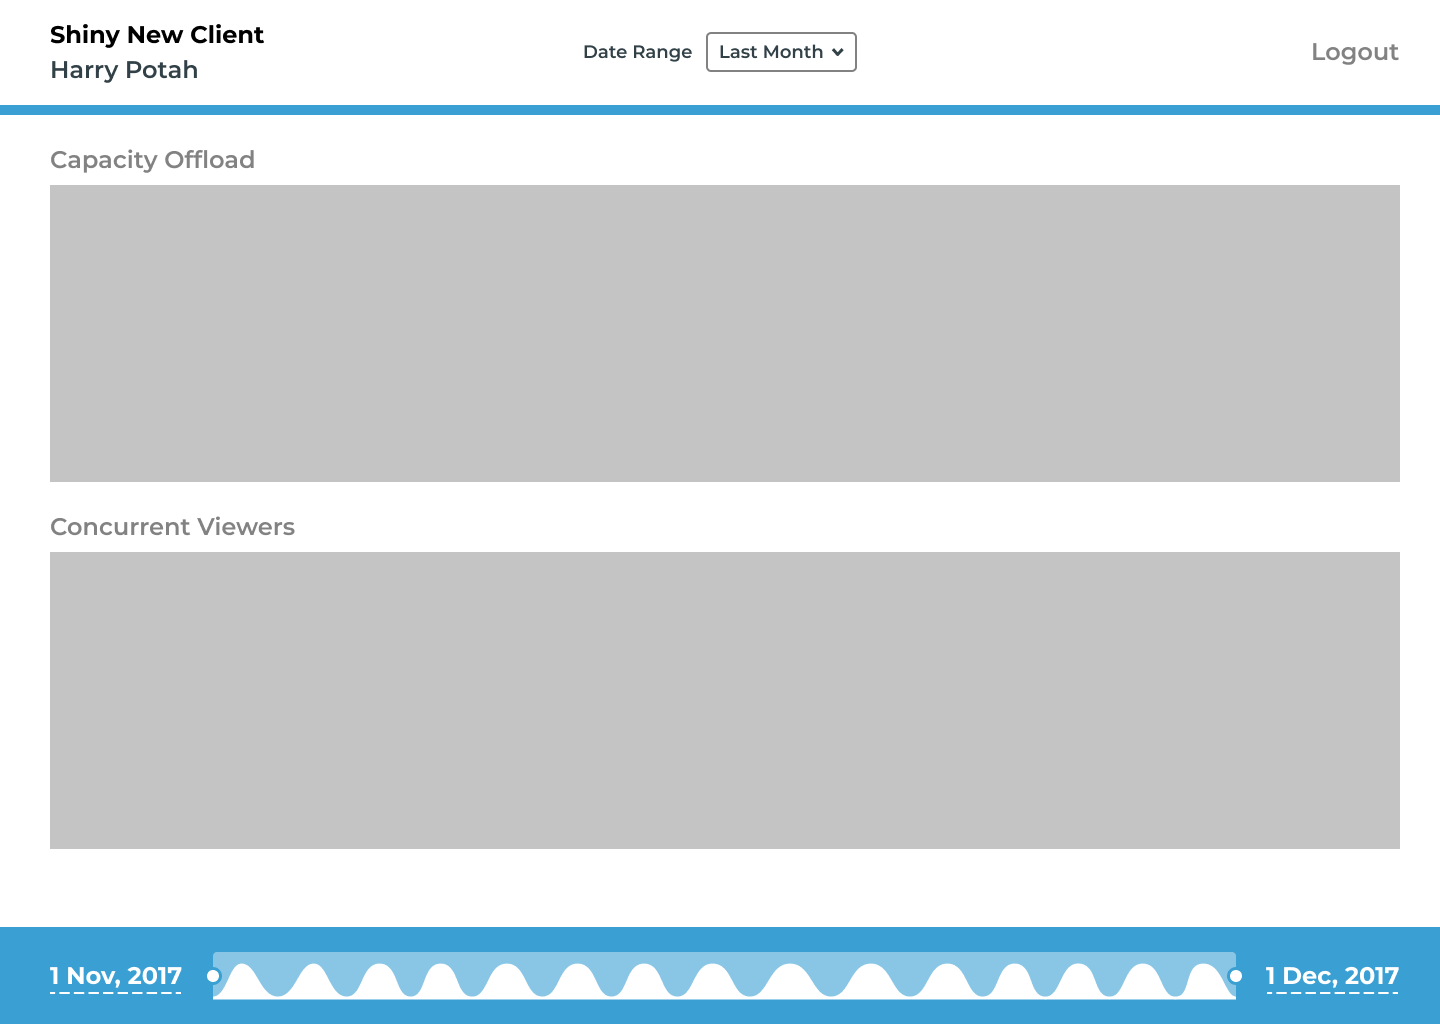 Shiny New Client
Harry Potah
Date Range
Last Month
Logout
Capacity Offload
Concurrent Viewers
1 Nov, 2017
1 Dec, 2017